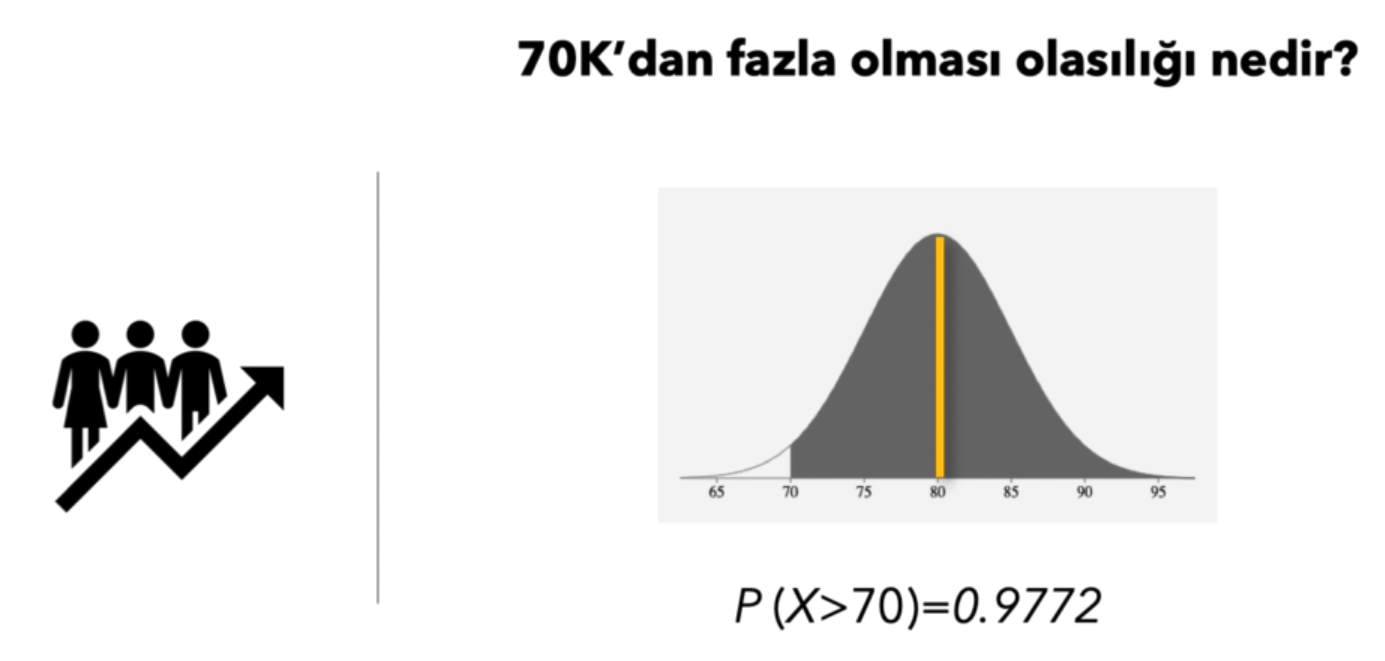 70K’dan fazla olması olasılığı nedir?
65 70 75 80 85 90 95
P (X>70)=0.9772